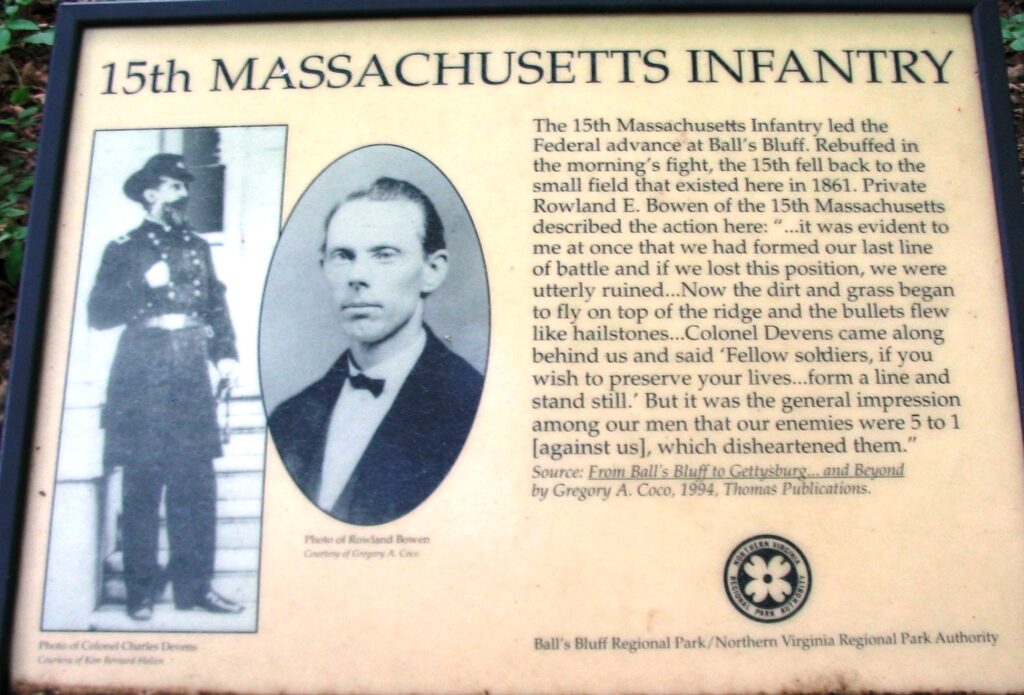 15th MASSACHUSETTS INFANTRY
The 15th Massachusetts Infantry led the
Federal advance at Ball's Bluff. Rebuffed in
the morning's fight, the 15th fell back to the
small field that existed here in 1861. Private
Rowland E. Bowen of the 15th Massachusetts
described the action here: “...it was evident to
me at once that we had formed our last line
of battle and if we lost this position, we were
utterly ruined...Now the dirt and grass began
to fly on top of the ridge and the bullets flew
like hailstones...Colonel Devens came along
behind us and said ‘Fellow soldiers, if you
wish to preserve your lives...form a line and
stand still.’ But it was the general impression
among our men that our enemies were 5 to 1
[against us], which disheartened them.”
Source: From Ball's Bluff to Gettysburg... and Beyond
by Gregory A. Coco, 1994, Thomas Publications.
Photo of Rowland Bowen
Courtesy of Gregory A. Coco
NORTHERN VIRGINIA
REGIONAL PARK AUTHORITY
Photo of Colonel Charles Devens
Courtesy of Kim Bernard
Ball's Bluff Regional Park/Northern Virginia Regional Park Authority